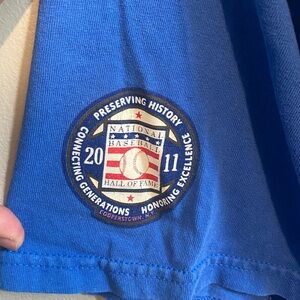 PRESERVING HISTORY
HONORING EXCELLENCE
CONNECTING GENERATIONS
NATIONAL
BASEBALL
20 11
HALL OF FAME
COOPERSTOWN, N.Y.